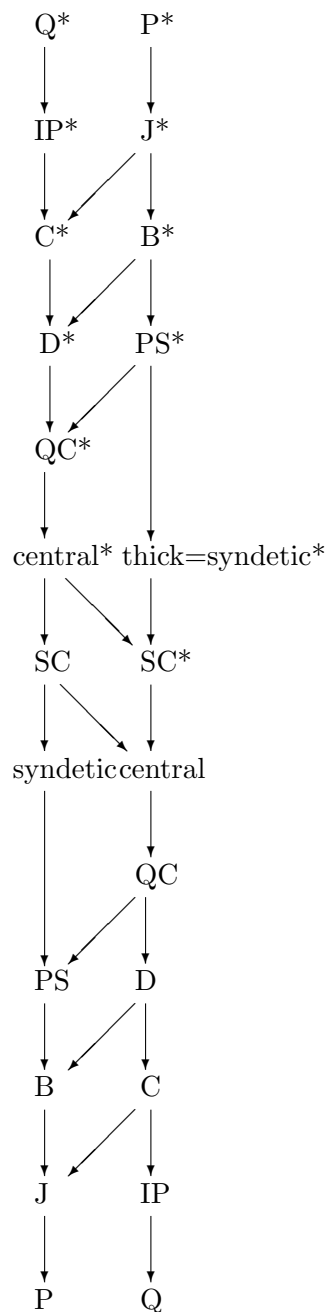 Q* P*
IP* J*
C* B*
D* PS*
QC*
central* thick=syndetic*
SC SC*
syndetic central
QC
PS D
B C
J IP
P Q